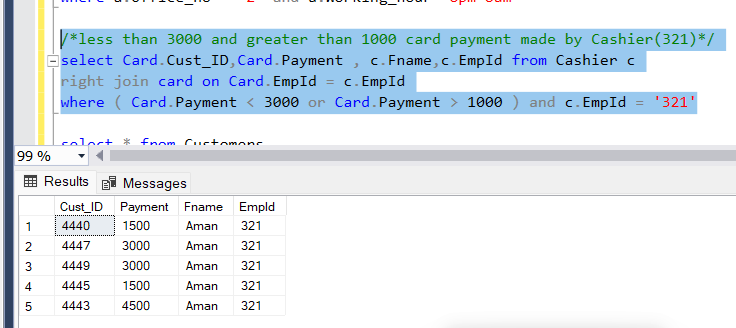 /*less than 3000 and greater than 1000 card payment made by Cashier(321)*/
select Card.Cust_ID,Card.Payment , c.Fname,c.EmpId from Cashier c
right join card on Card.EmpId = c.EmpId
where ( Card.Payment < 3000 or Card.Payment > 1000 ) and c.EmpId = '321'
select * from Customers
99 %
Results Messages
Cust_ID Payment Fname EmpId
1 4440 1500 Aman 321
2 4447 3000 Aman 321
3 4449 3000 Aman 321
4 4445 1500 Aman 321
5 4443 4500 Aman 321